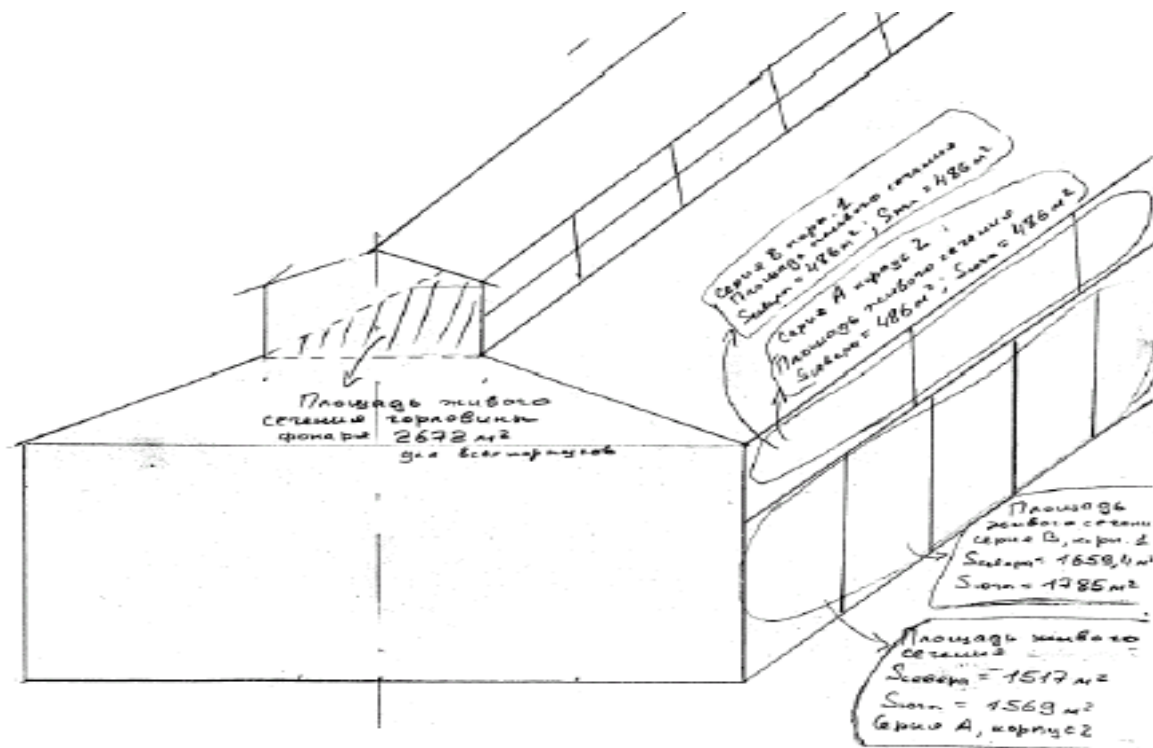 Серия В корп. 1
Площадь живого сечения
Sсевера = 486 м²; Sюга = 486 м²
Серия А корпус 2
Площадь живого сечения
Sсевера = 486 м²; Sюга = 486 м²
Площадь живого
сечения горловины
фонаря 2678 м²
для всех корпусов
Площадь
живого сечени
серия В, корп. 1
Sсевера = 1659,4 м²
Sюга = 1785 м²
Площадь живого
сечения
Sсевера = 1517 м²
Sюга = 1569 м²
Серия А, корпус 2